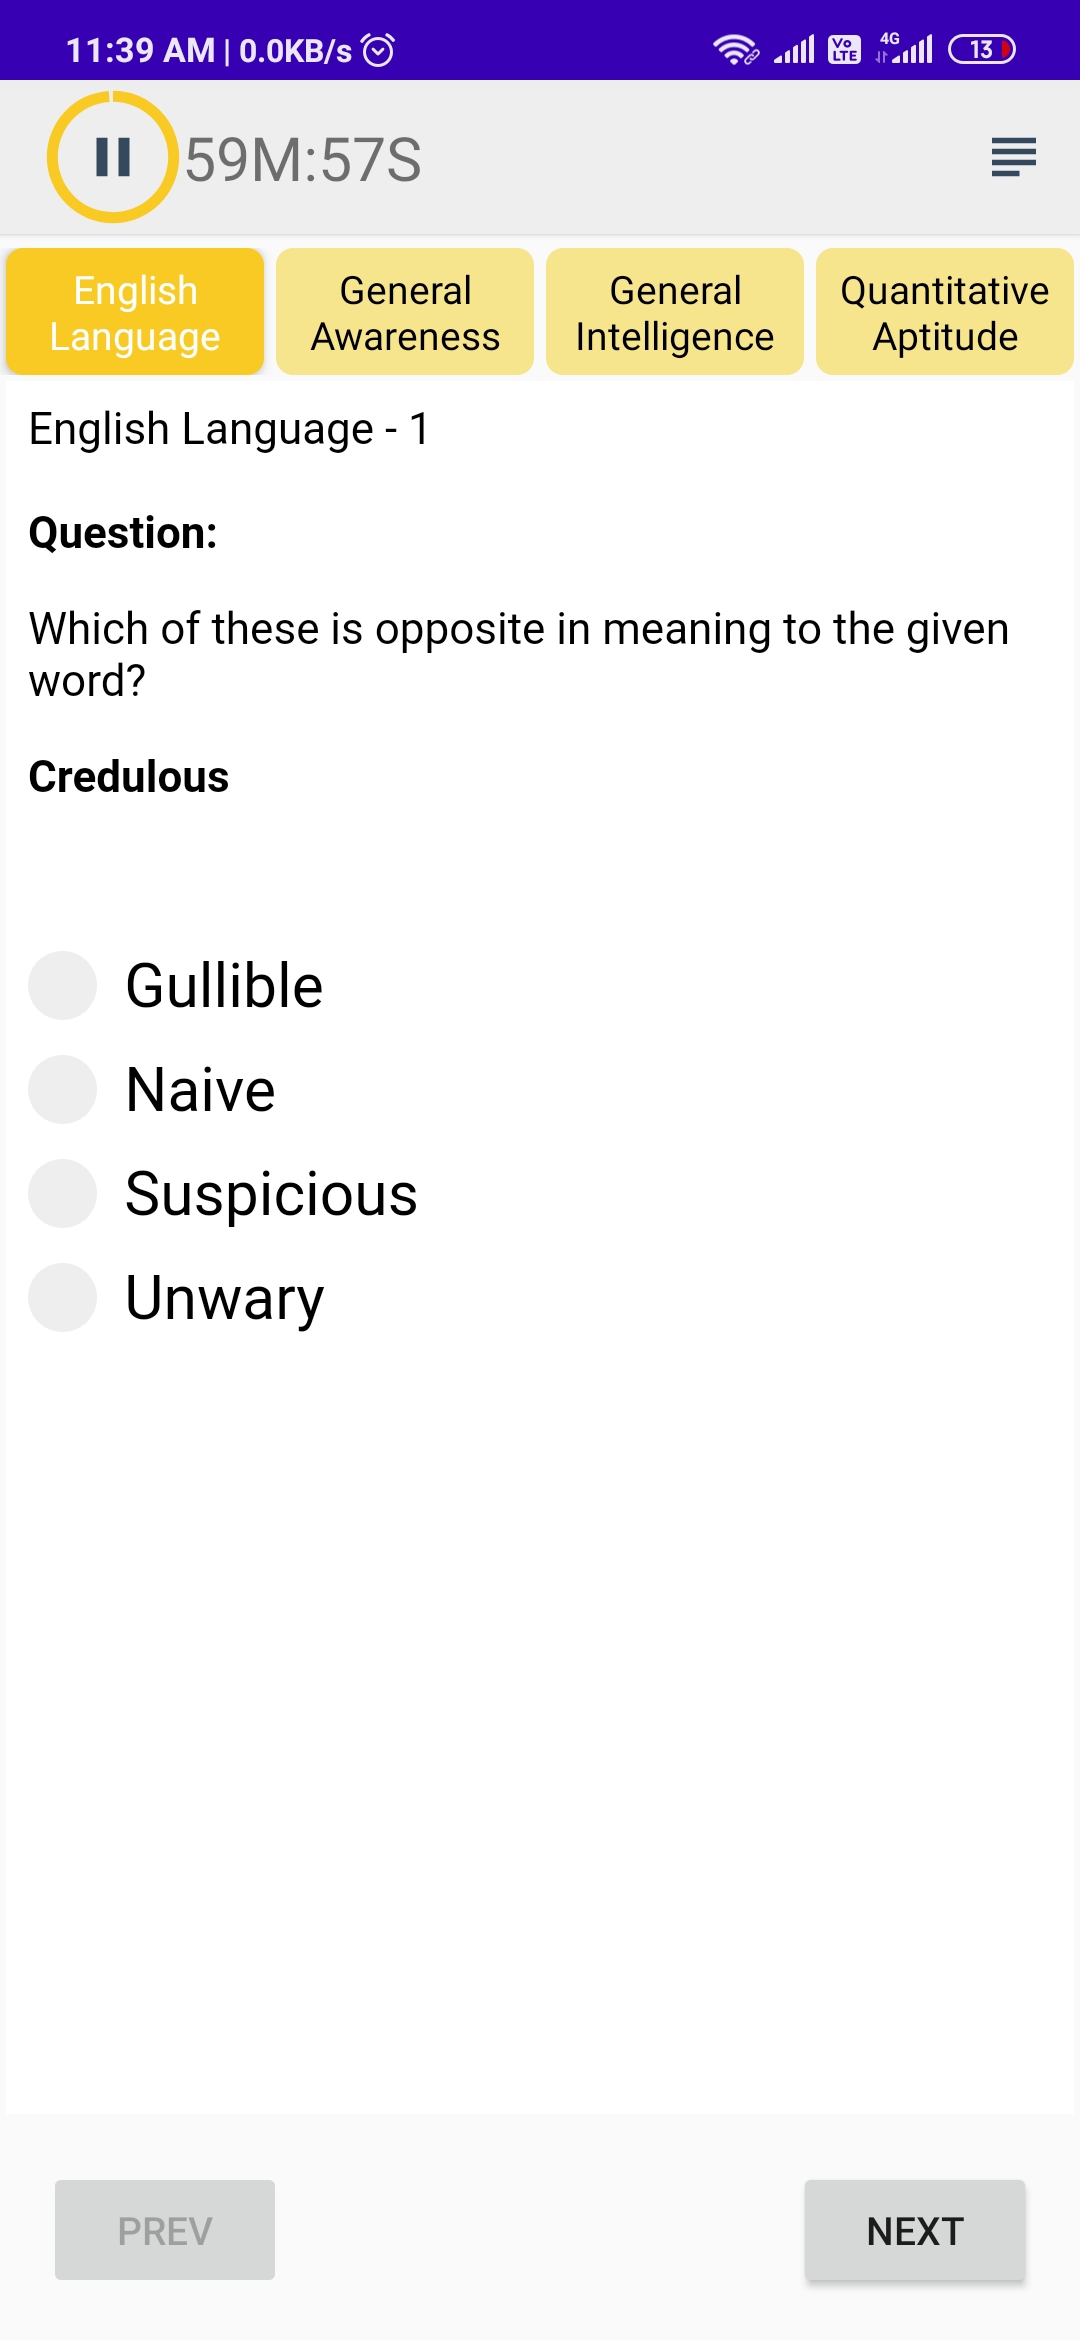 11:39 AM | 0.0KB/s
Vo LTE 4G 13
59M:57S
English Language
General Awareness
General Intelligence
Quantitative Aptitude
English Language - 1
Question:
Which of these is opposite in meaning to the given
word?
Credulous
Gullible
Naive
Suspicious
Unwary
PREV
NEXT